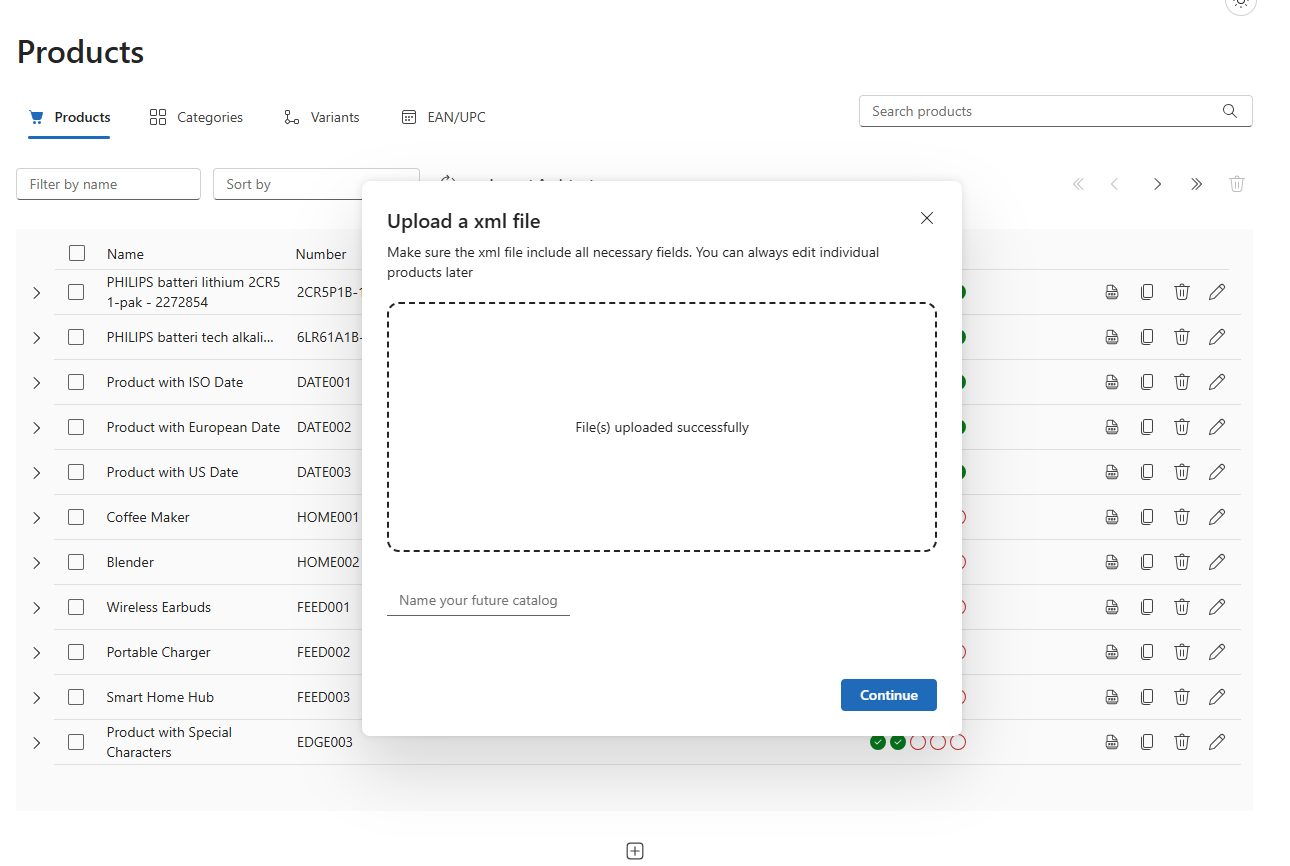 Products
Products Categories Variants EAN/UPC
Search products
Filter by name
Sort by
Upload a xml file
Make sure the xml file include all necessary fields. You can always edit individual
products later
File(s) uploaded successfully
Name your future catalog
Continue
Name Number
PHILIPS batteri lithium 2CR5
1-pak - 2272854
2CR5P1B-1
PHILIPS batteri tech alkali... 6LR61A1B-
Product with ISO Date DATE001
Product with European Date DATE002
Product with US Date DATE003
Coffee Maker HOME001
Blender HOME002
Wireless Earbuds FEED001
Portable Charger FEED002
Smart Home Hub FEED003
Product with Special
Characters
EDGE003